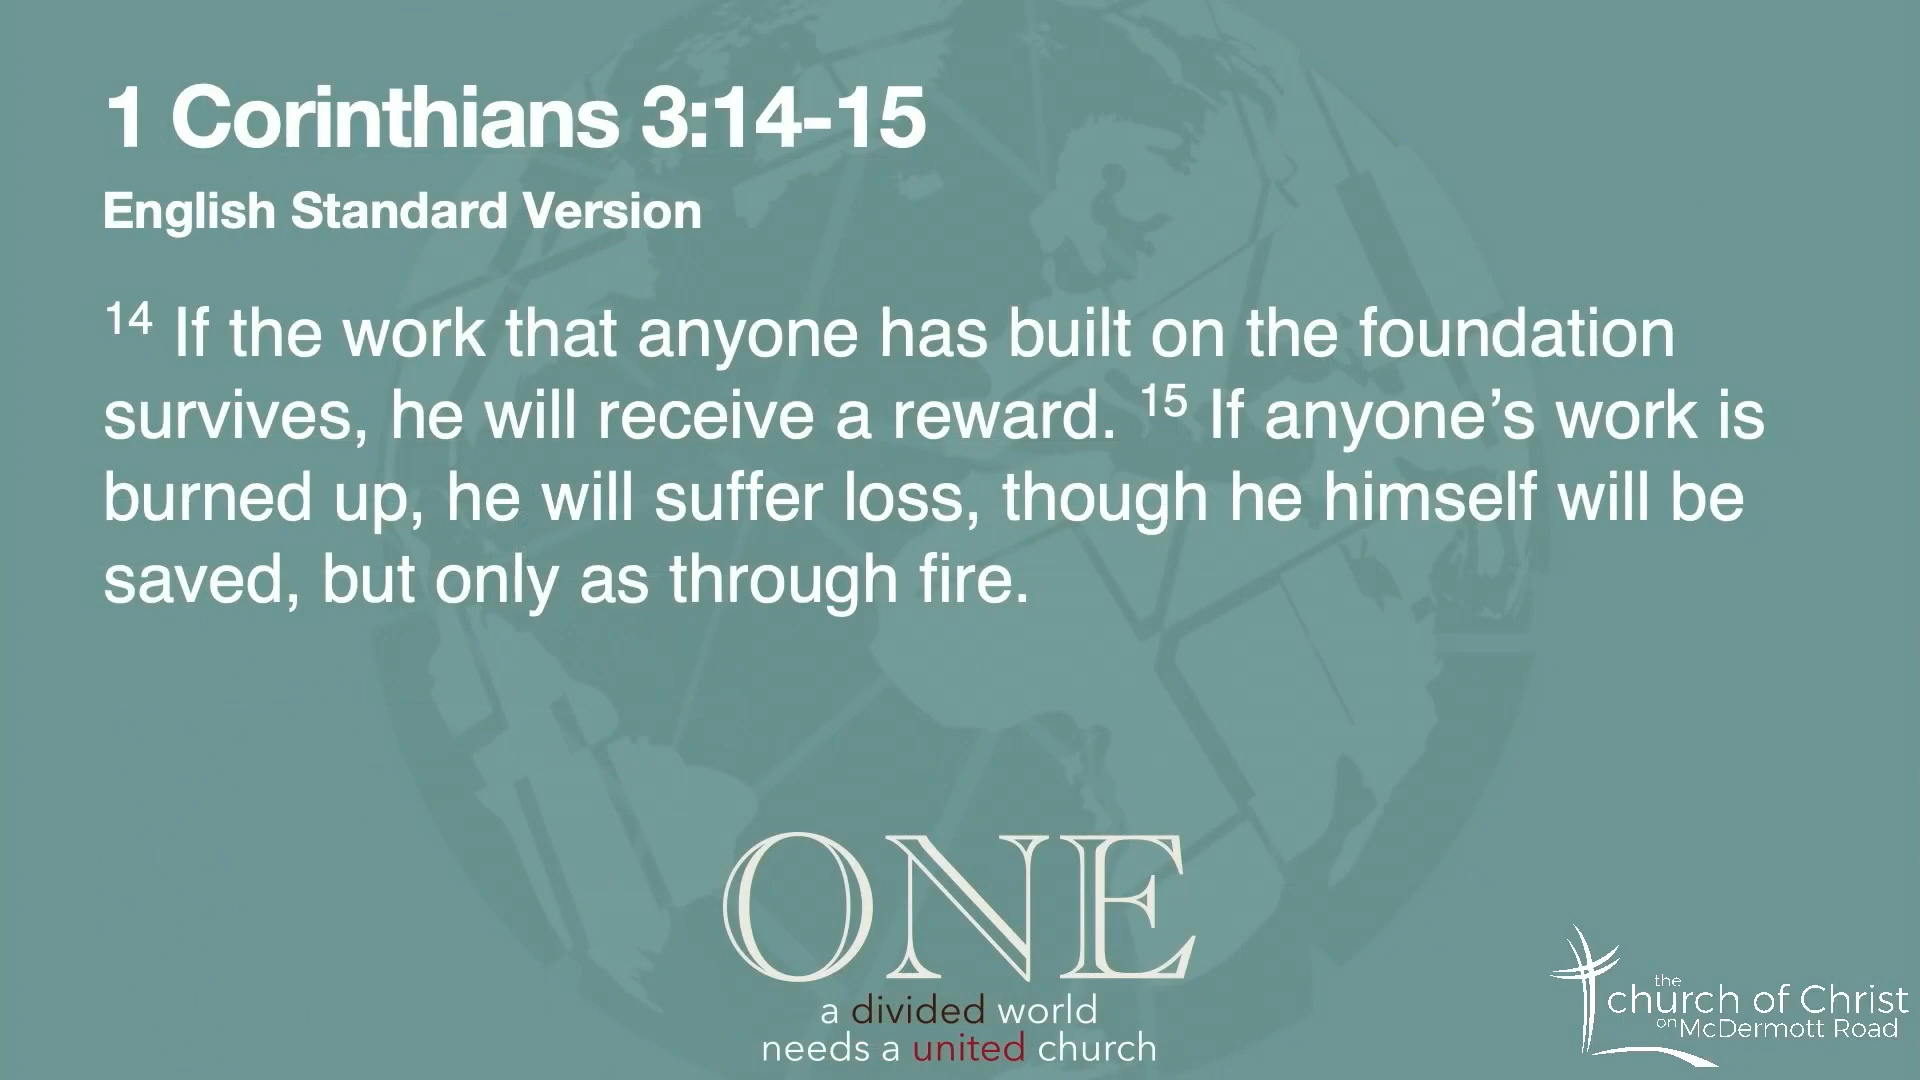 1 Corinthians 3:14-15
English Standard Version
14 If the work that anyone has built on the foundation
survives, he will receive a reward. 15 If anyone’s work is
burned up, he will suffer loss, though he himself will be
saved, but only as through fire.
ONE
a divided world
needs a united church
the
church of Christ
on McDermott Road